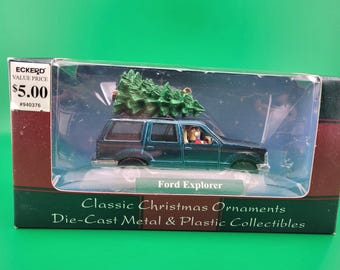 ECKERD
VALUE PRICE
$5.00
#940376
Ford Explorer
Classic Christmas Ornaments
Die-Cast Metal & Plastic Collectibles